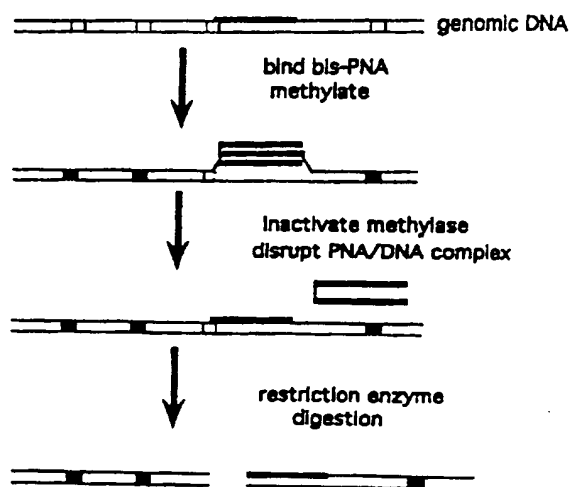 genomic DNA
bind bis-PNA
methylate
inactivate methylase
disrupt PNA/DNA complex
restriction enzyme
digestion